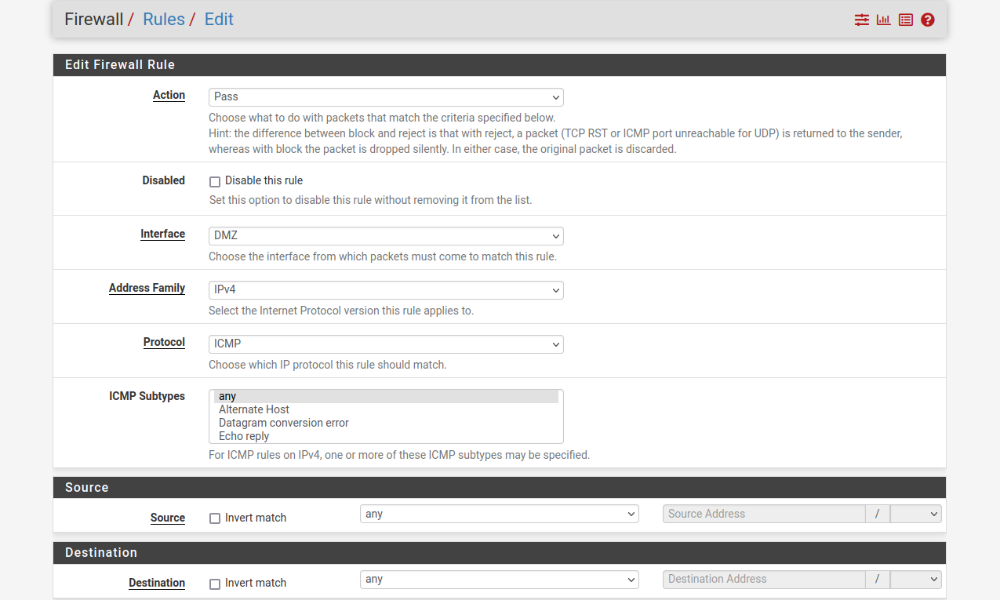 Firewall / Rules / Edit
Edit Firewall Rule
Action
Pass
Choose what to do with packets that match the criteria specified below.
Hint: the difference between block and reject is that with reject, a packet (TCP RST or ICMP port unreachable for UDP) is returned to the sender,
whereas with block the packet is dropped silently. In either case, the original packet is discarded.
Disabled
Disable this rule
Set this option to disable this rule without removing it from the list.
Interface
DMZ
Choose the interface from which packets must come to match this rule.
Address Family
IPv4
Select the Internet Protocol version this rule applies to.
Protocol
ICMP
Choose which IP protocol this rule should match.
ICMP Subtypes
any
Alternate Host
Datagram conversion error
Echo reply
For ICMP rules on IPv4, one or more of these ICMP subtypes may be specified.
Source
Source
Invert match
any
Source Address
/
Destination
Destination
Invert match
any
Destination Address
/